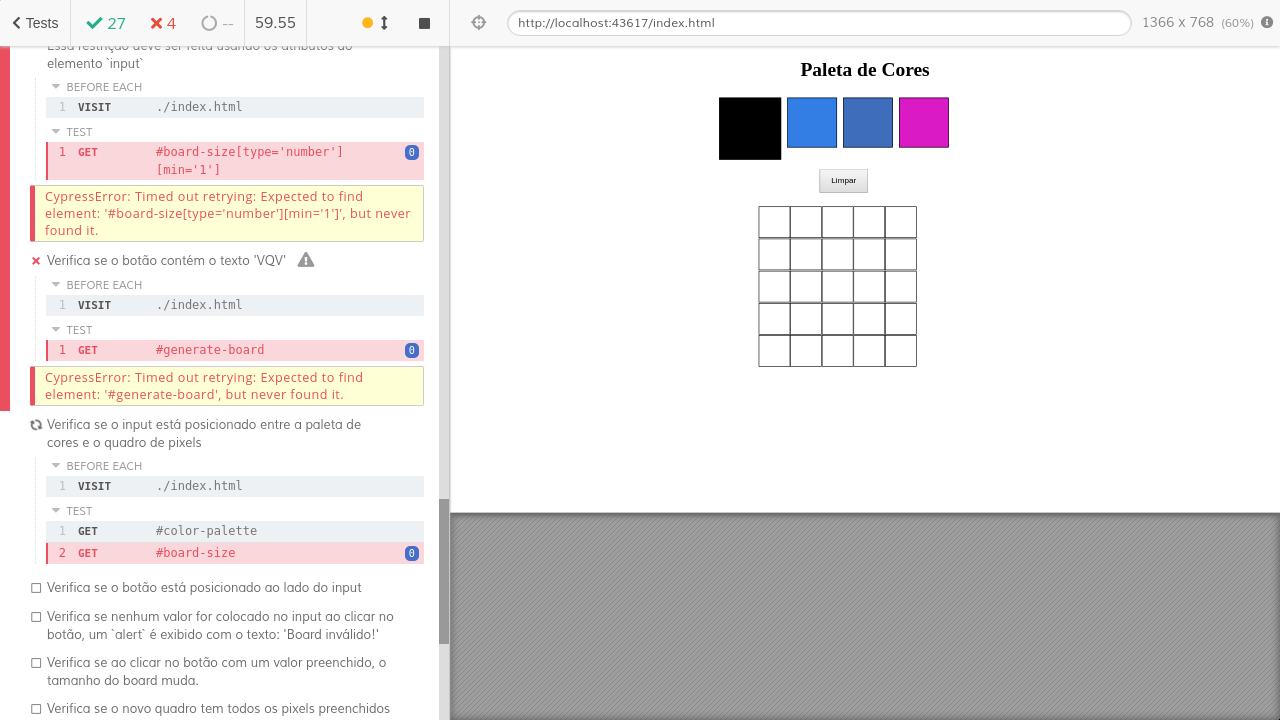 Tests
27
4
--
59.55
http://localhost:43617/index.html
1366 x 768 (60%)
Essa restrição deve ser feita usando os atributos do
elemento `input`
BEFORE EACH
1 VISIT ./index.html
TEST
1 GET #board-size[type='number']
[min='1']
0
CypressError: Timed out retrying: Expected to find
element: '#board-size[type='number'][min='1']', but never
found it.
Verifica se o botão contém o texto 'VQV'
BEFORE EACH
1 VISIT ./index.html
TEST
1 GET #generate-board 0
CypressError: Timed out retrying: Expected to find
element: '#generate-board', but never found it.
Verifica se o input está posicionado entre a paleta de
cores e o quadro de pixels
BEFORE EACH
1 VISIT ./index.html
TEST
1 GET #color-palette
2 GET #board-size 0
Verifica se o botão está posicionado ao lado do input
Verifica se nenhum valor for colocado no input ao clicar no
botão, um `alert` é exibido com o texto: 'Board inválido!'
Verifica se ao clicar no botão com um valor preenchido, o
tamanho do board muda.
Verifica se o novo quadro tem todos os pixels preenchidos
Paleta de Cores
Limpar